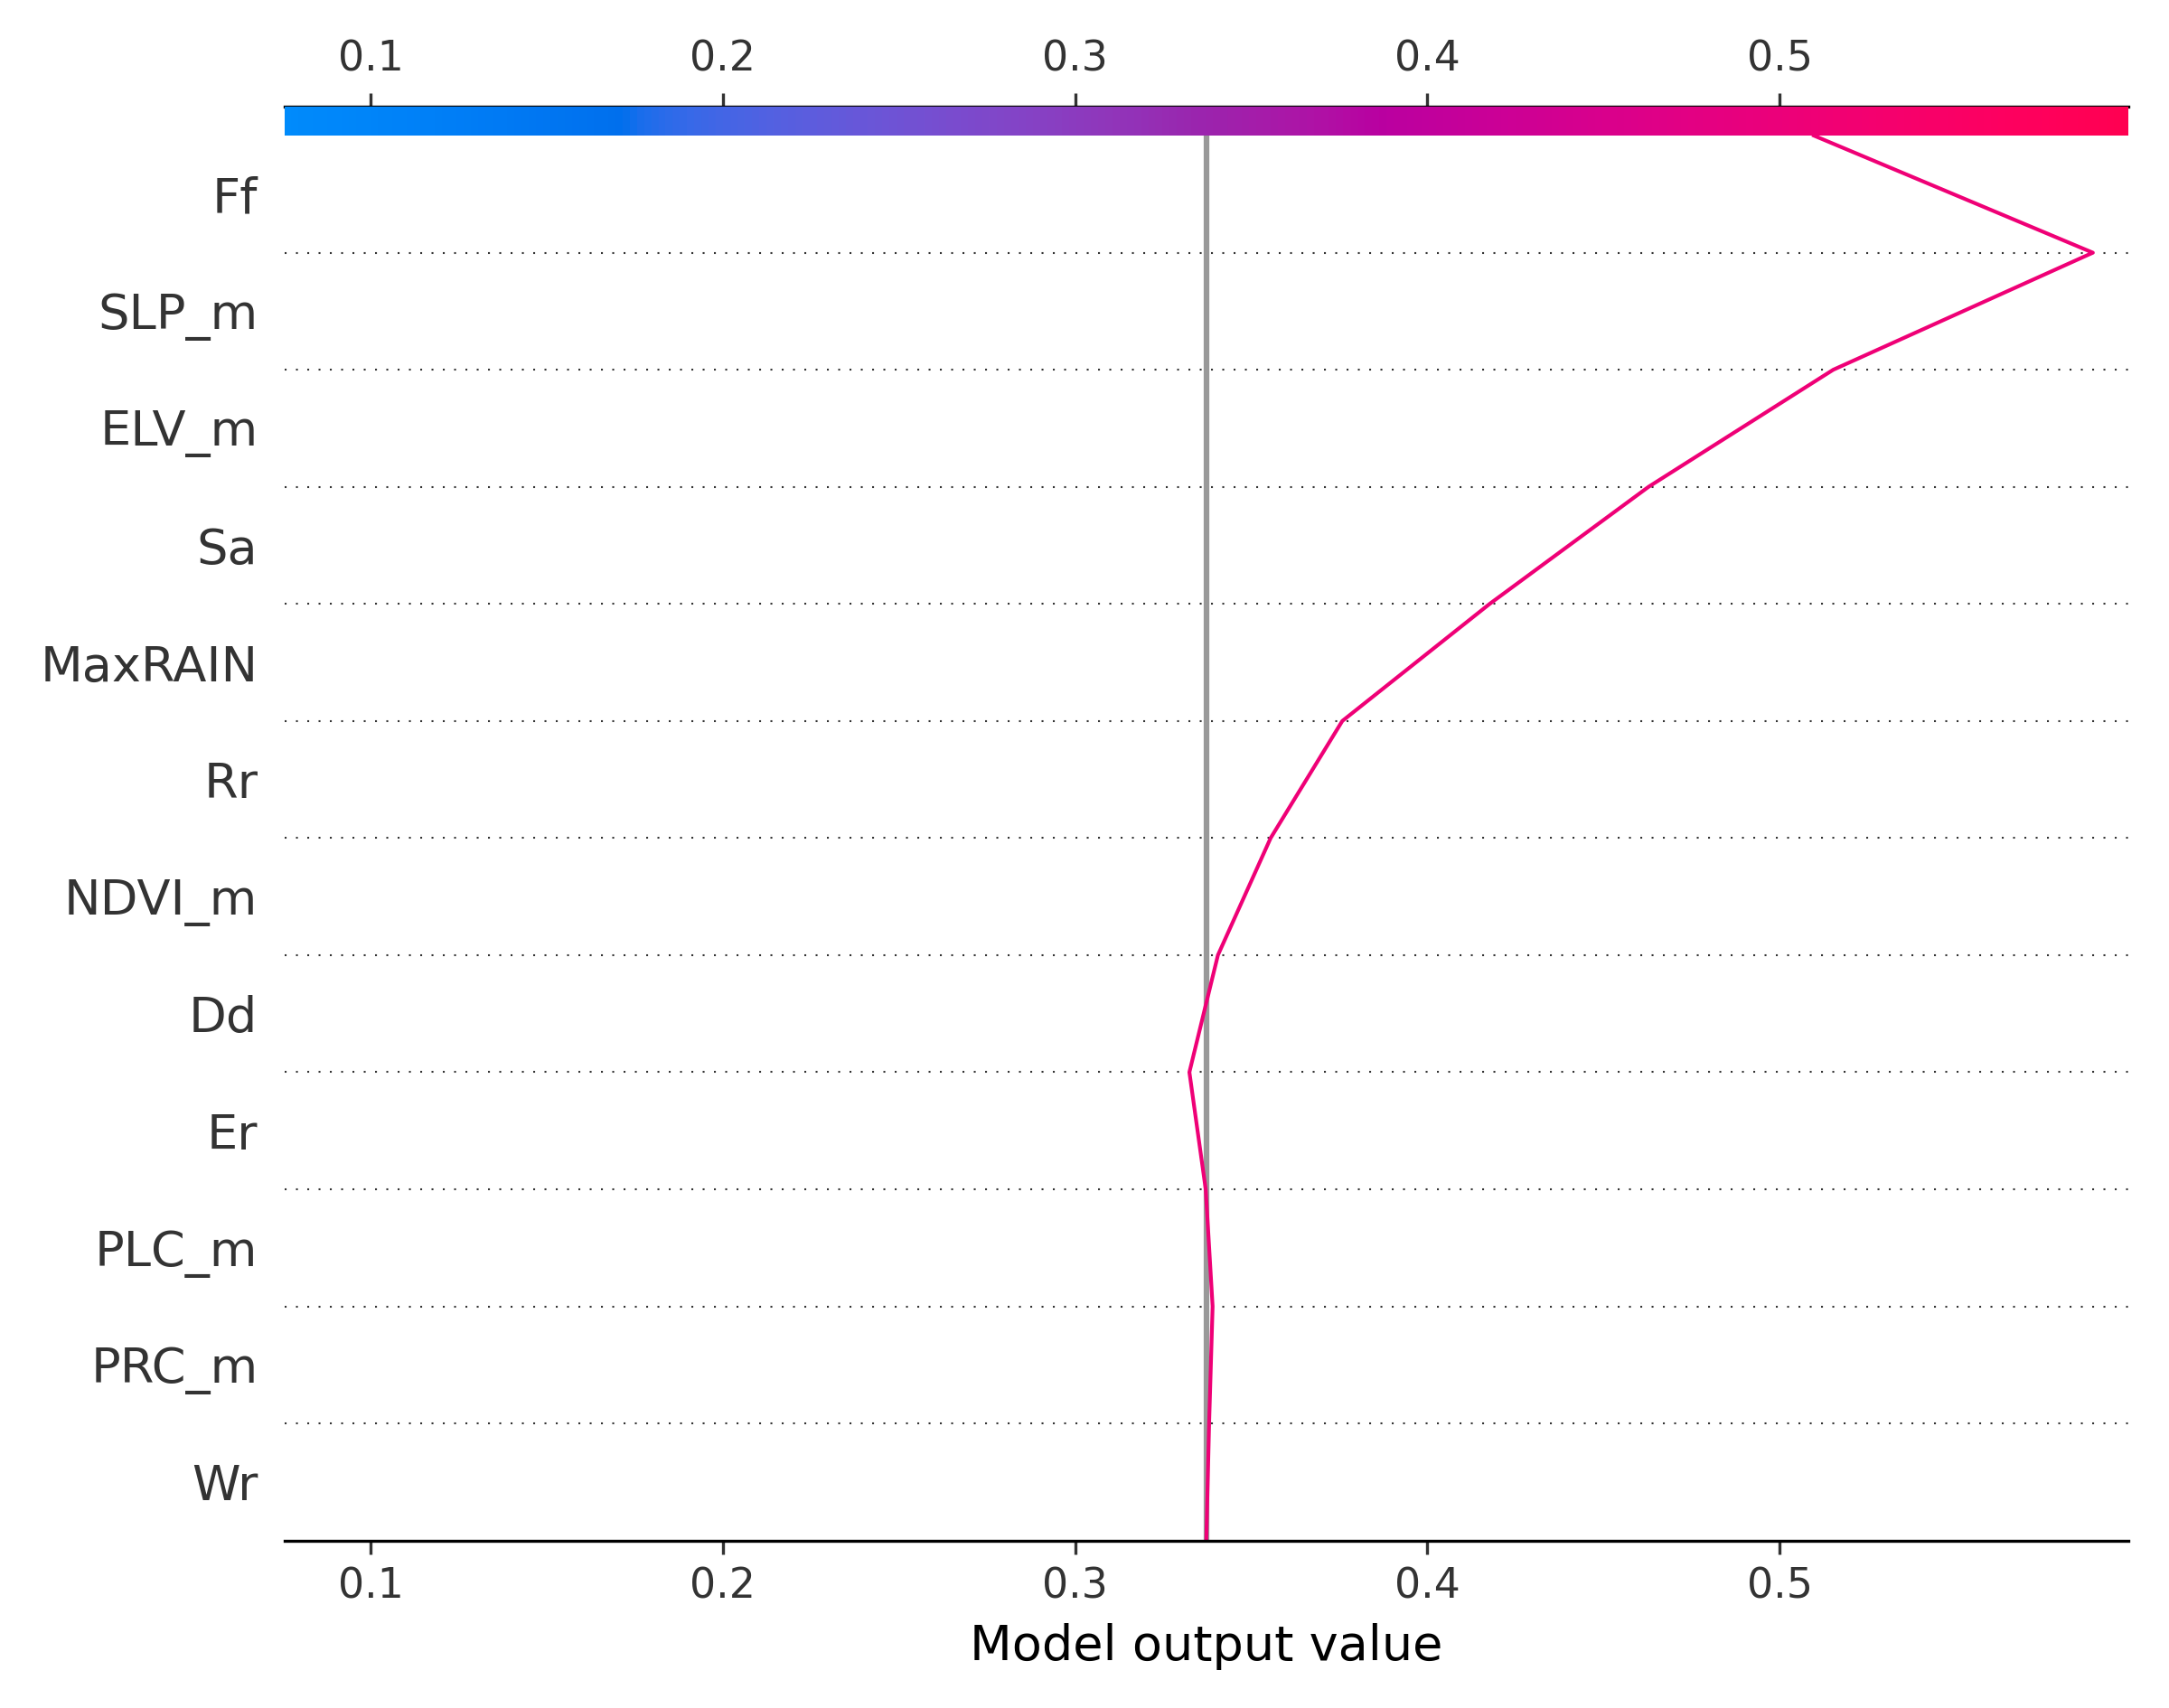 0.1 0.2 0.3 0.4 0.5
Ff
SLP_m
ELV_m
Sa
MaxRAIN
Rr
NDVI_m
Dd
Er
PLC_m
PRC_m
Wr
0.1 0.2 0.3 0.4 0.5
Model output value